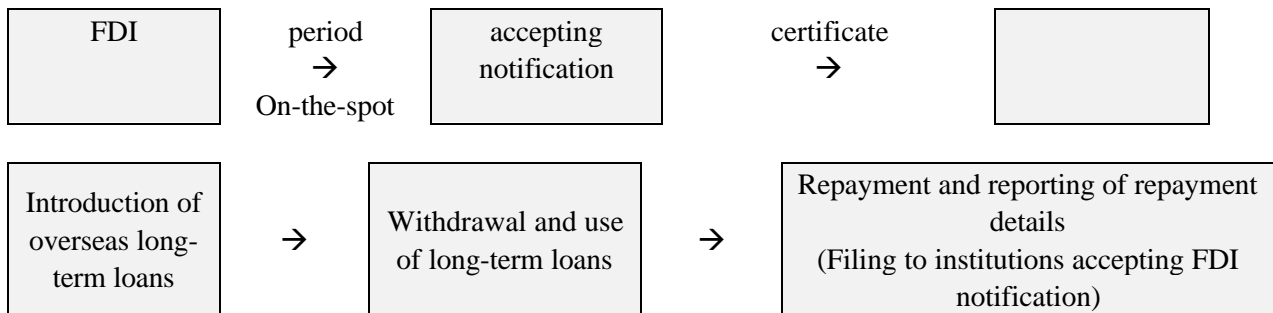 FDI
period
→
On-the-spot
accepting
notification
certificate
→
Introduction of
overseas long-
term loans
→
Withdrawal and use
of long-term loans
→
Repayment and reporting of repayment
details
(Filing to institutions accepting FDI
notification)